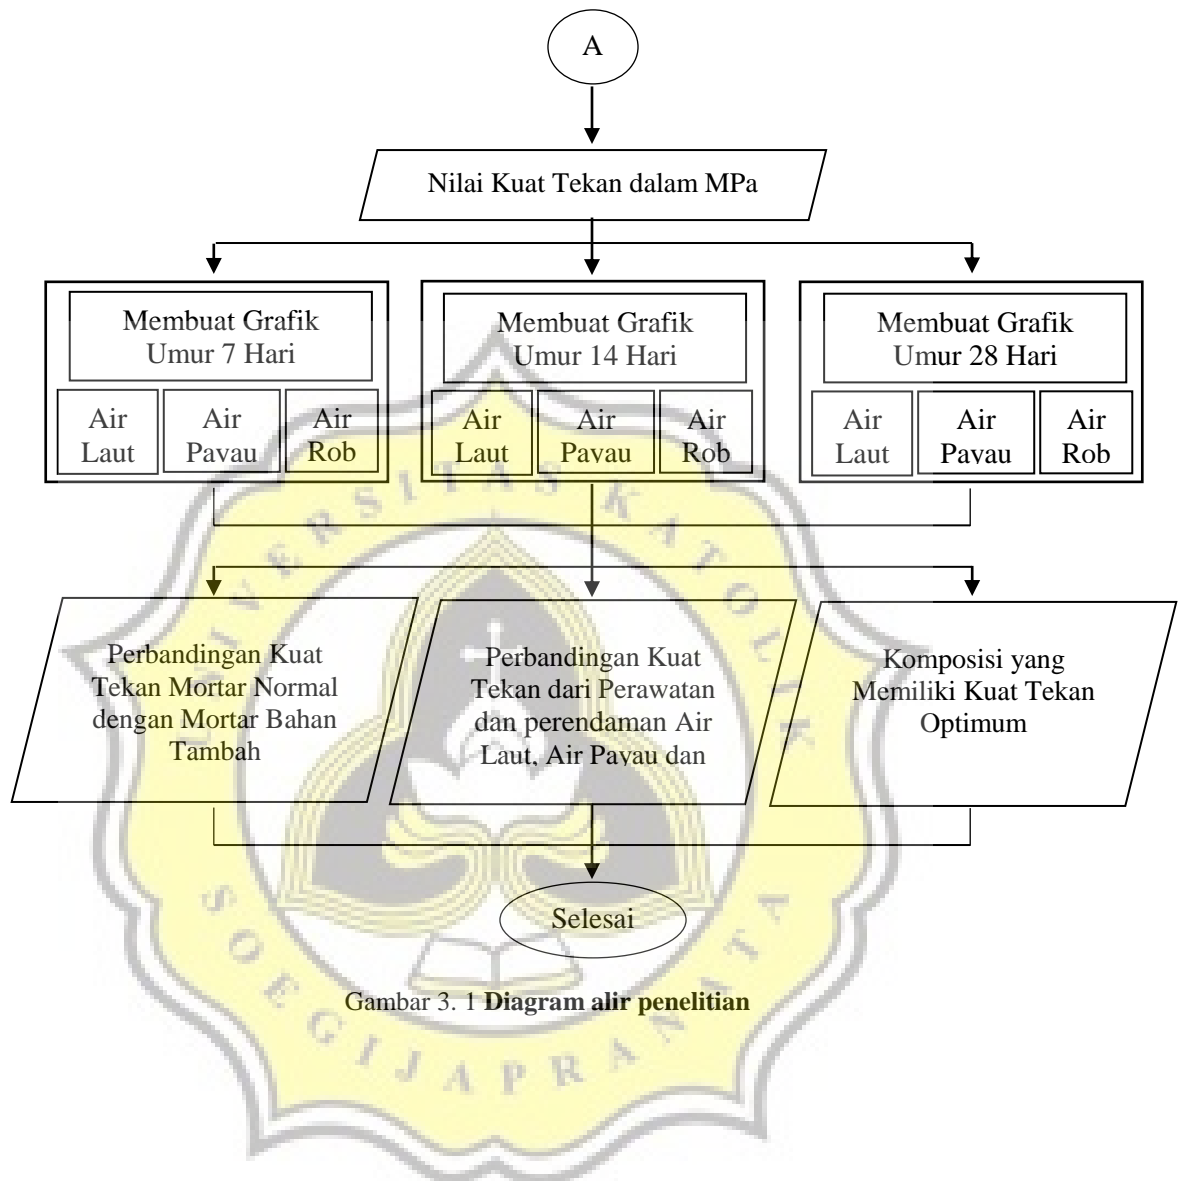 A
Nilai Kuat Tekan dalam MPa
Membuat Grafik
Umur 7 Hari
Air
Laut
Air
Payau
Air
Rob
Membuat Grafik
Umur 14 Hari
Air
Laut
Air
Payau
Air
Rob
Membuat Grafik
Umur 28 Hari
Air
Laut
Air
Payau
Air
Rob
Perbandingan Kuat
Tekan Mortar Normal
dengan Mortar Bahan
Tambah
Perbandingan Kuat
Tekan dari Perawatan
dan perendaman Air
Laut, Air Payau dan
Komposisi yang
Memiliki Kuat Tekan
Optimum
Selesai
Gambar 3. 1 Diagram alir penelitian
UNIVERSITAS KATOLIK
SOEGIJAPRANATA